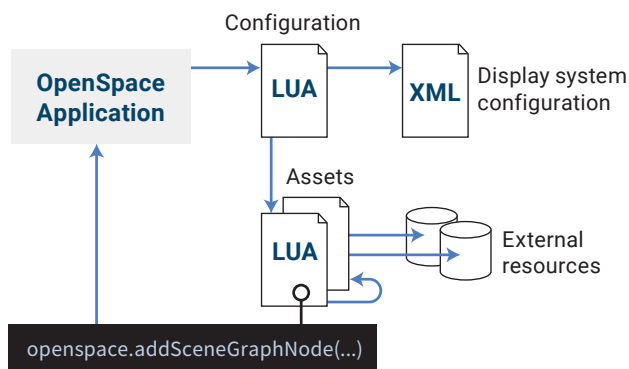 Configuration
OpenSpace
Application
LUA
XML
Display system
configuration
Assets
LUA
External
resources
openspace.addSceneGraphNode(...)